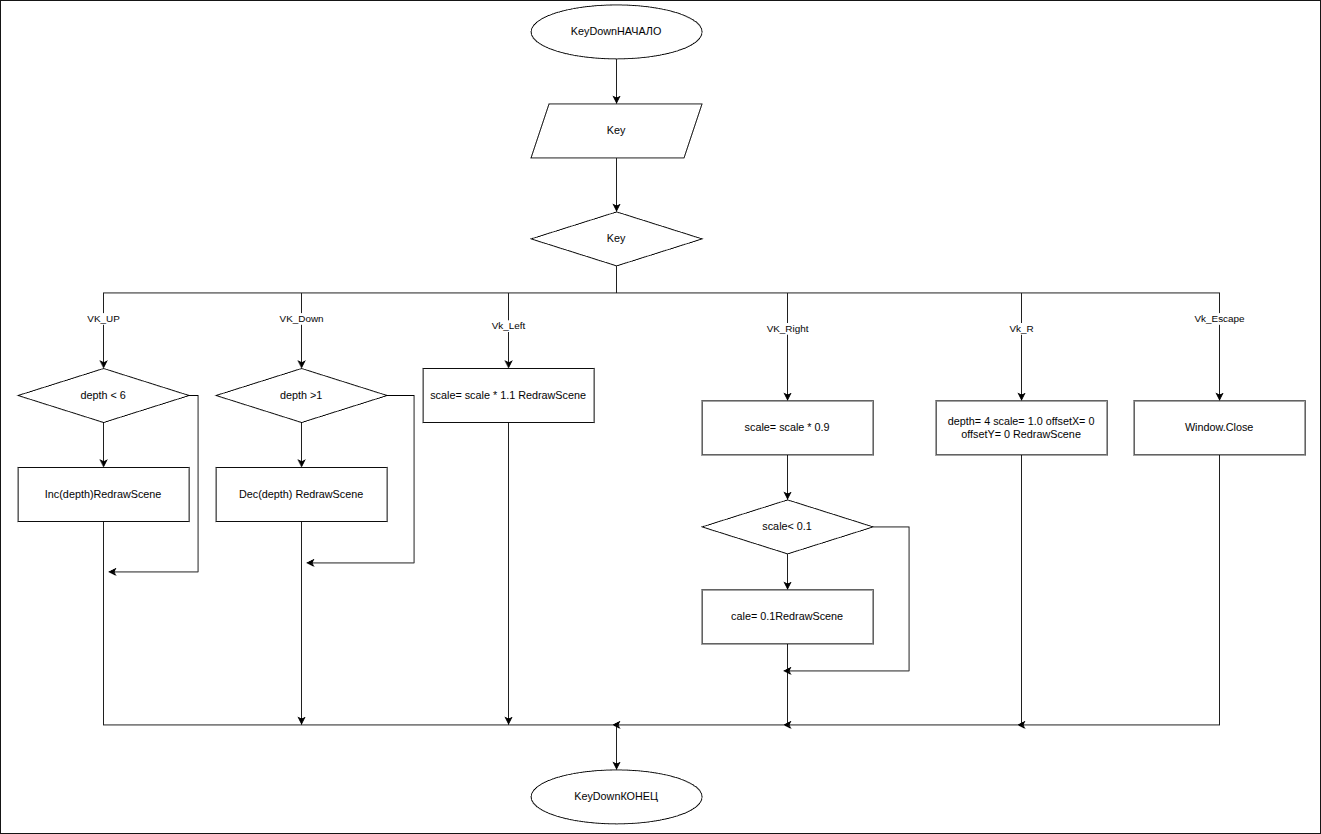 KeyDownНАЧАЛО
Key
Key
VK_UP
VK_Down
Vk_Left
VK_Right
Vk_R
Vk_Escape
depth < 6
depth >1
scale= scale * 1.1 RedrawScene
scale= scale * 0.9
depth= 4 scale= 1.0 offsetX= 0
offsetY= 0 RedrawScene
Window.Close
Inc(depth)RedrawScene
Dec(depth) RedrawScene
scale< 0.1
cale= 0.1RedrawScene
KeyDownКОНЕЦ